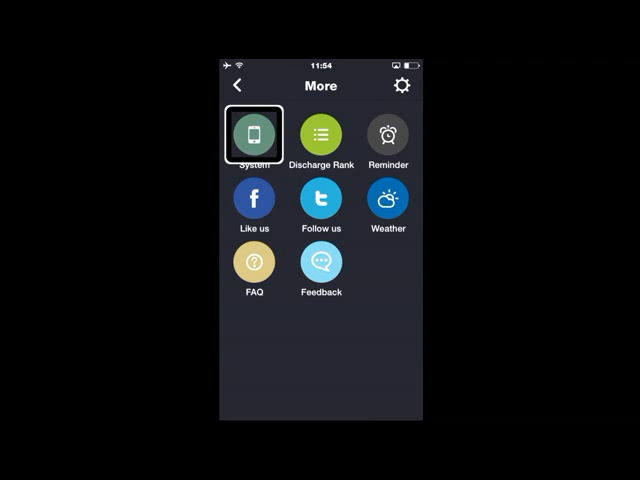 11:54
More
System
Discharge Rank
Reminder
Like us
Follow us
Weather
FAQ
Feedback